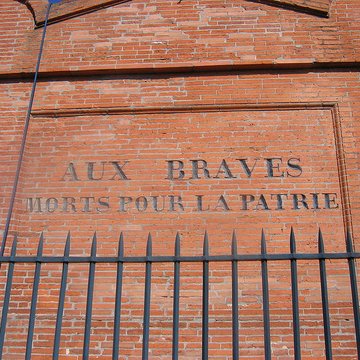 AUX BRAVES
MORTS POUR LA PATRIE